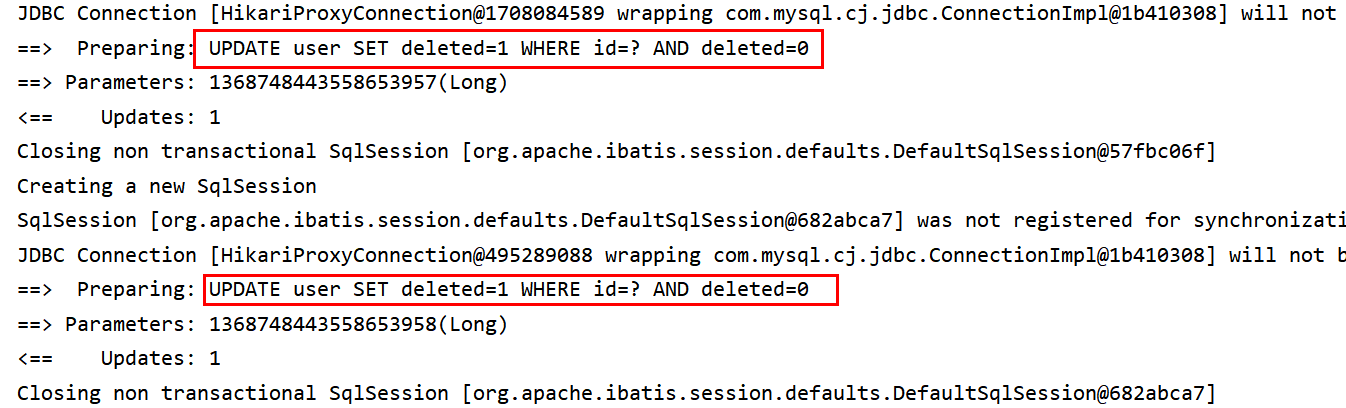 JDBC Connection [HikariProxyConnection@1708084589 wrapping com.mysql.cj.jdbc.ConnectionImpl@1b410308] will not
==>  Preparing: UPDATE user SET deleted=1 WHERE id=? AND deleted=0
==> Parameters: 1368748443558653957(Long)
<==    Updates: 1
Closing non transactional SqlSession [org.apache.ibatis.session.defaults.DefaultSqlSession@57fbc06f]
Creating a new SqlSession
SqlSession [org.apache.ibatis.session.defaults.DefaultSqlSession@682abca7] was not registered for synchronizati
JDBC Connection [HikariProxyConnection@495289088 wrapping com.mysql.cj.jdbc.ConnectionImpl@1b410308] will not b
==>  Preparing: UPDATE user SET deleted=1 WHERE id=? AND deleted=0
==> Parameters: 1368748443558653958(Long)
<==    Updates: 1
Closing non transactional SqlSession [org.apache.ibatis.session.defaults.DefaultSqlSession@682abca7]